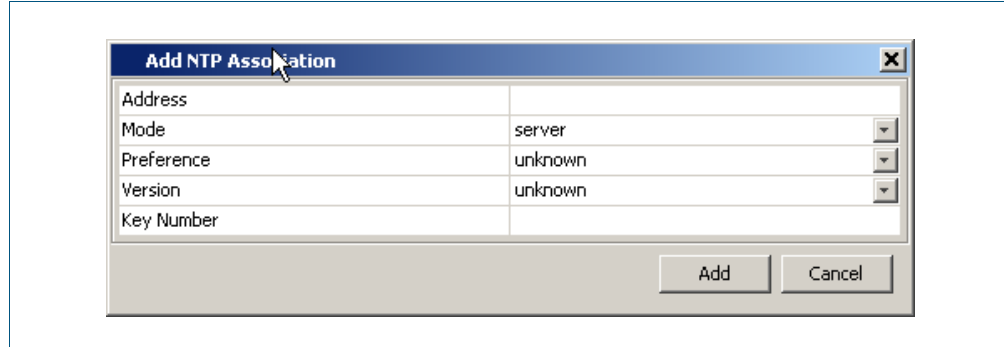 Add NTP Association
Address
Mode server
Preference unknown
Version unknown
Key Number
Add Cancel